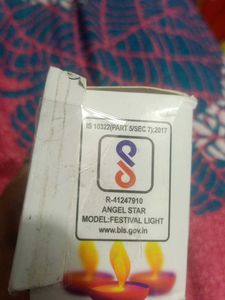 IS 10322(PART 5/SEC 7):2017
R-41247910
ANGEL STAR
MODEL:FESTIVAL LIGHT
www.bis.gov.in